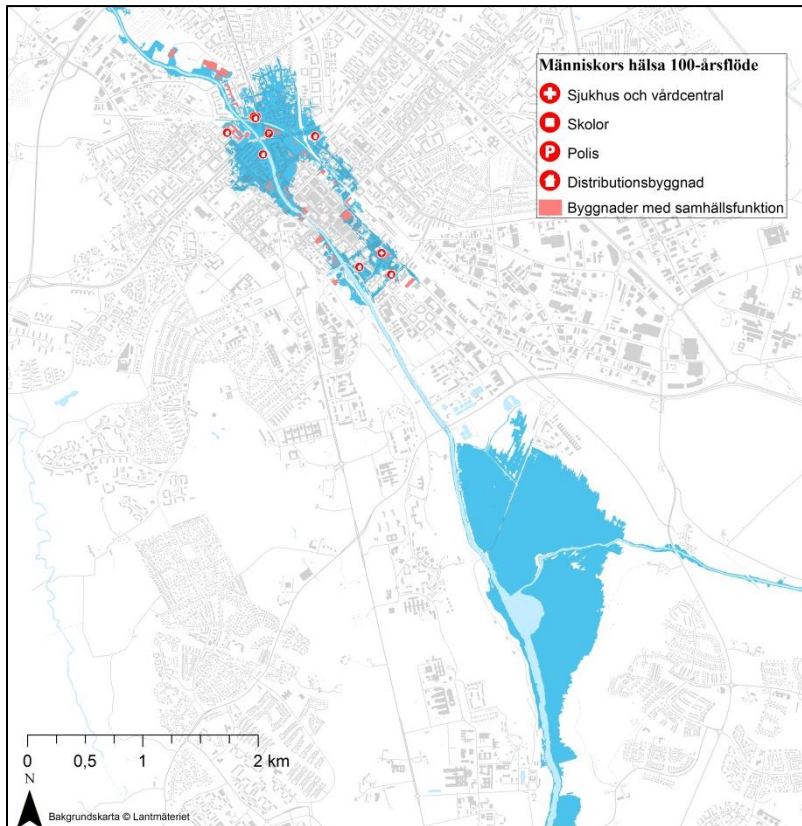 Människors hälsa 100-årsflöde
Sjukhus och vårdcentral
Skolor
P Polis
Distributionsbyggnad
Byggnader med samhällsfunktion
P
0 0,5 1 2 km
N
Bakgrundskarta © Lantmäteriet